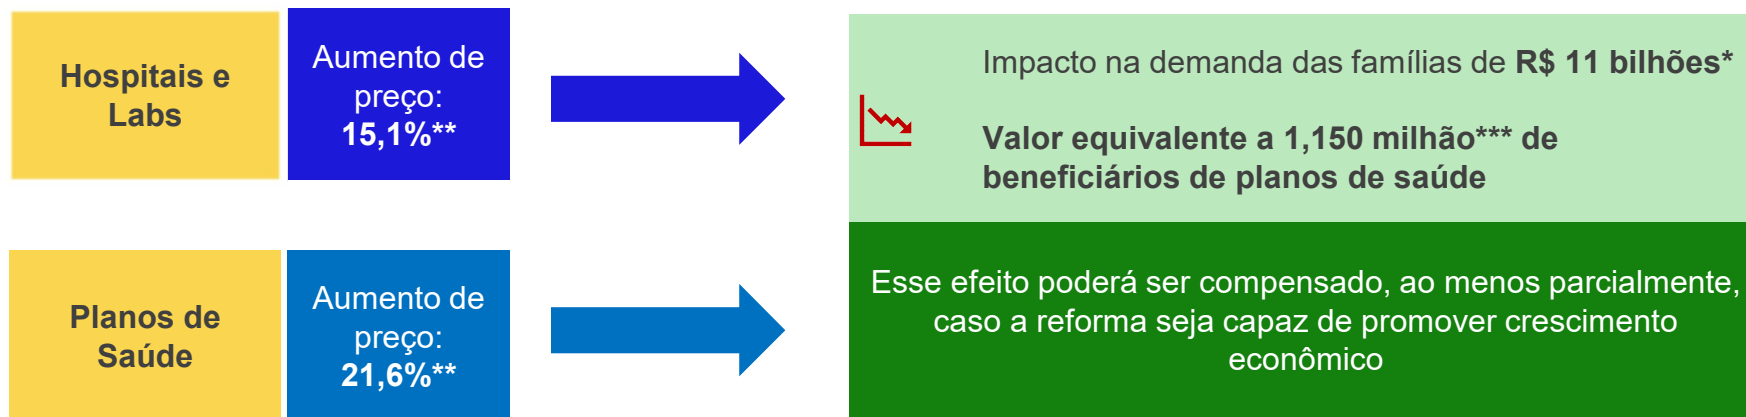 Hospitais e
Labs
Aumento de
preço:
15,1%**
Impacto na demanda das famílias de R$ 11 bilhões*
Valor equivalente a 1,150 milhão*** de
beneficiários de planos de saúde
Planos de
Saúde
Aumento de
preço:
21,6%**
Esse efeito poderá ser compensado, ao menos parcialmente,
caso a reforma seja capaz de promover crescimento
econômico